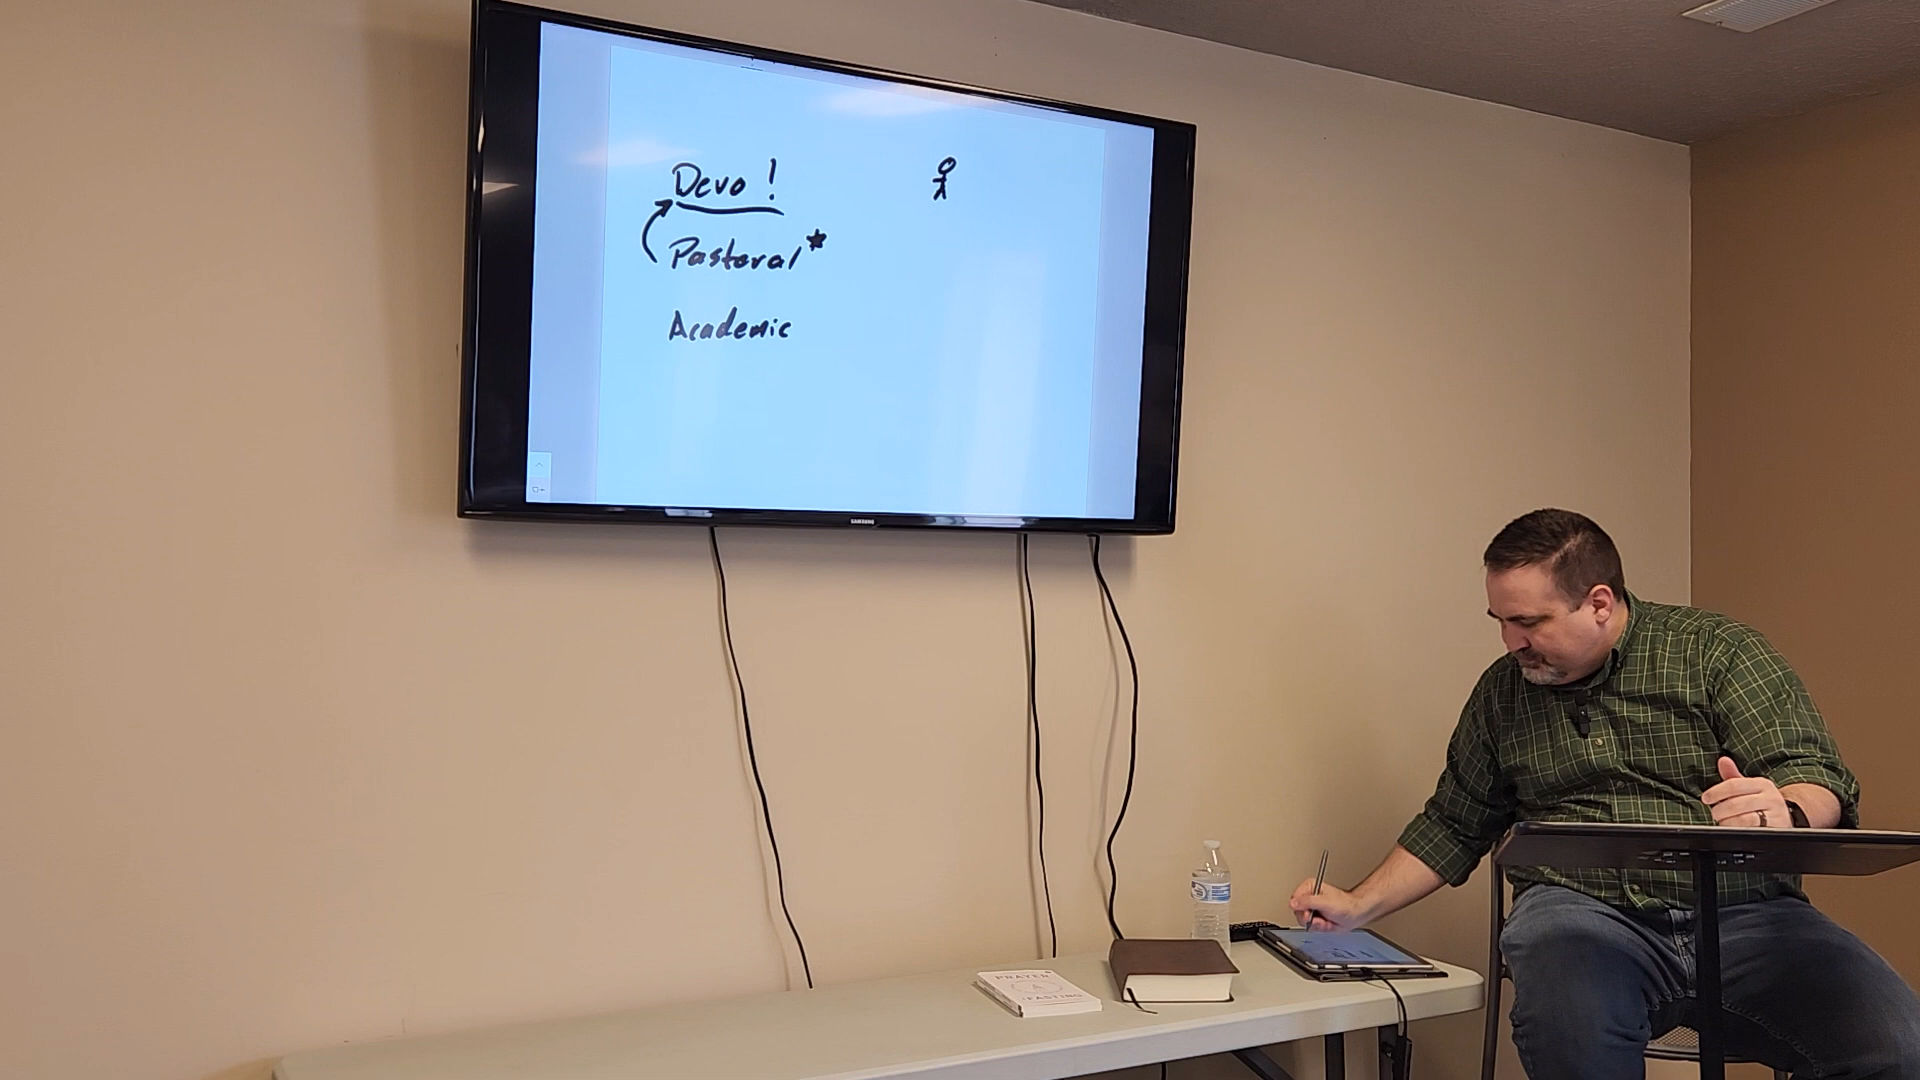 Devo !
Pastoral*
Academic
SAMSUNG
PRAYER
FASTING